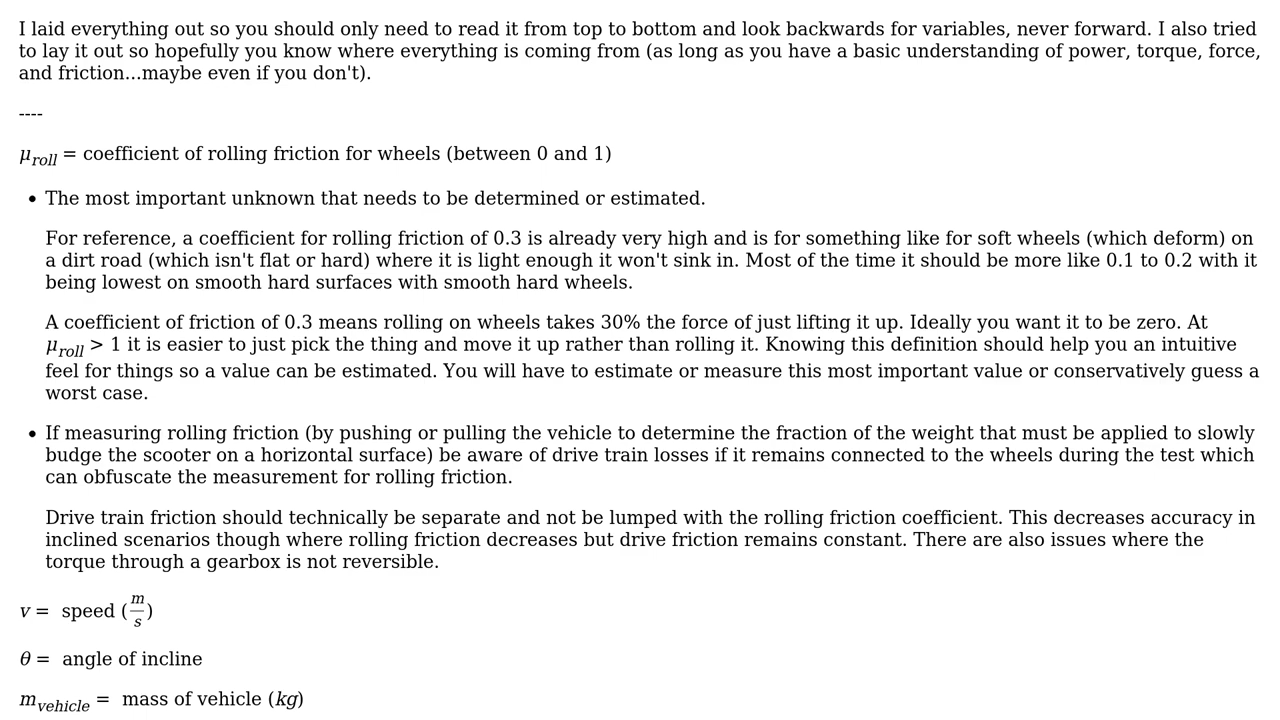 I laid everything out so you should only need to read it from top to bottom and look backwards for variables, never forward. I also tried
to lay it out so hopefully you know where everything is coming from (as long as you have a basic understanding of power, torque, force,
and friction...maybe even if you don't).
----
μ_roll = coefficient of rolling friction for wheels (between 0 and 1)
• The most important unknown that needs to be determined or estimated.
For reference, a coefficient for rolling friction of 0.3 is already very high and is for something like for soft wheels (which deform) on
a dirt road (which isn't flat or hard) where it is light enough it won't sink in. Most of the time it should be more like 0.1 to 0.2 with it
being lowest on smooth hard surfaces with smooth hard wheels.
A coefficient of friction of 0.3 means rolling on wheels takes 30% the force of just lifting it up. Ideally you want it to be zero. At
μ_roll > 1 it is easier to just pick the thing and move it up rather than rolling it. Knowing this definition should help you an intuitive
feel for things so a value can be estimated. You will have to estimate or measure this most important value or conservatively guess a
worst case.
• If measuring rolling friction (by pushing or pulling the vehicle to determine the fraction of the weight that must be applied to slowly
budge the scooter on a horizontal surface) be aware of drive train losses if it remains connected to the wheels during the test which
can obfuscate the measurement for rolling friction.
Drive train friction should technically be separate and not be lumped with the rolling friction coefficient. This decreases accuracy in
inclined scenarios though where rolling friction decreases but drive friction remains constant. There are also issues where the
torque through a gearbox is not reversible.
v = speed (m/s)
θ = angle of incline
m_vehicle = mass of vehicle (kg)